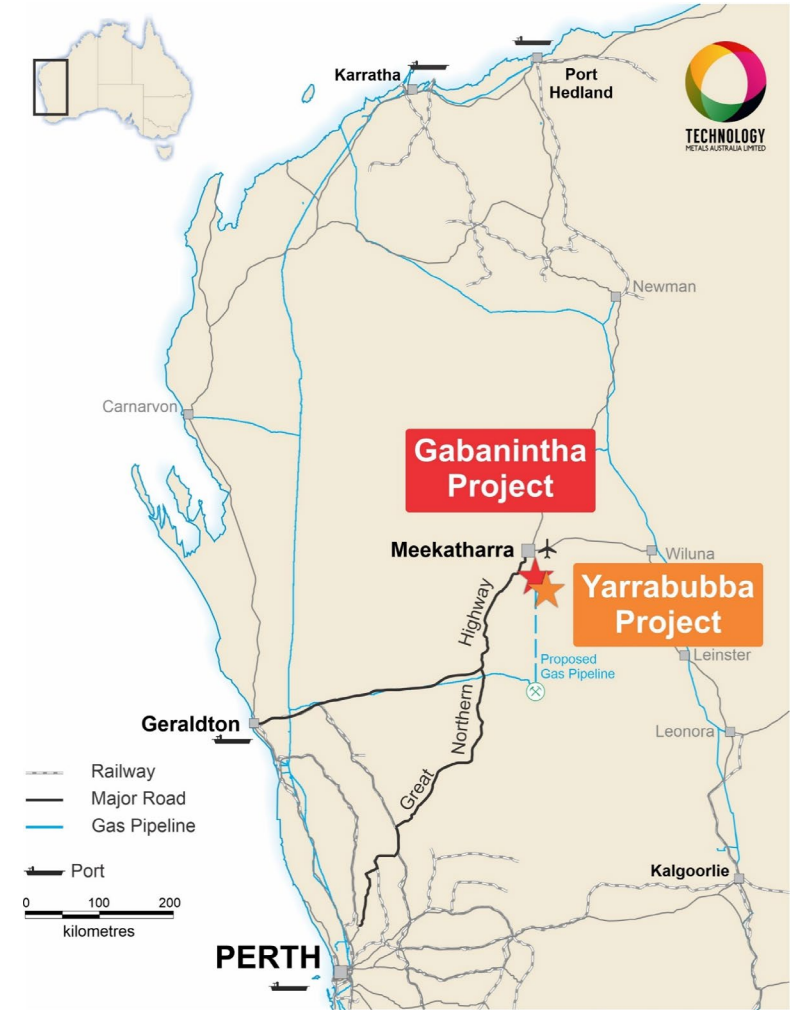 Karratha
Port
Hedland
TECHNOLOGY
METALS AUSTRALIA LIMITED
Newman
Carnarvon
Gabanintha
Project
Meekatharra
Wiluna
Yarrabubba
Project
Highway
Proposed
Gas Pipeline
Leinster
Northern
Geraldton
Leonora
Great
Railway
Major Road
Gas Pipeline
Port
Kalgoorlie
0 100 200
kilometres
PERTH